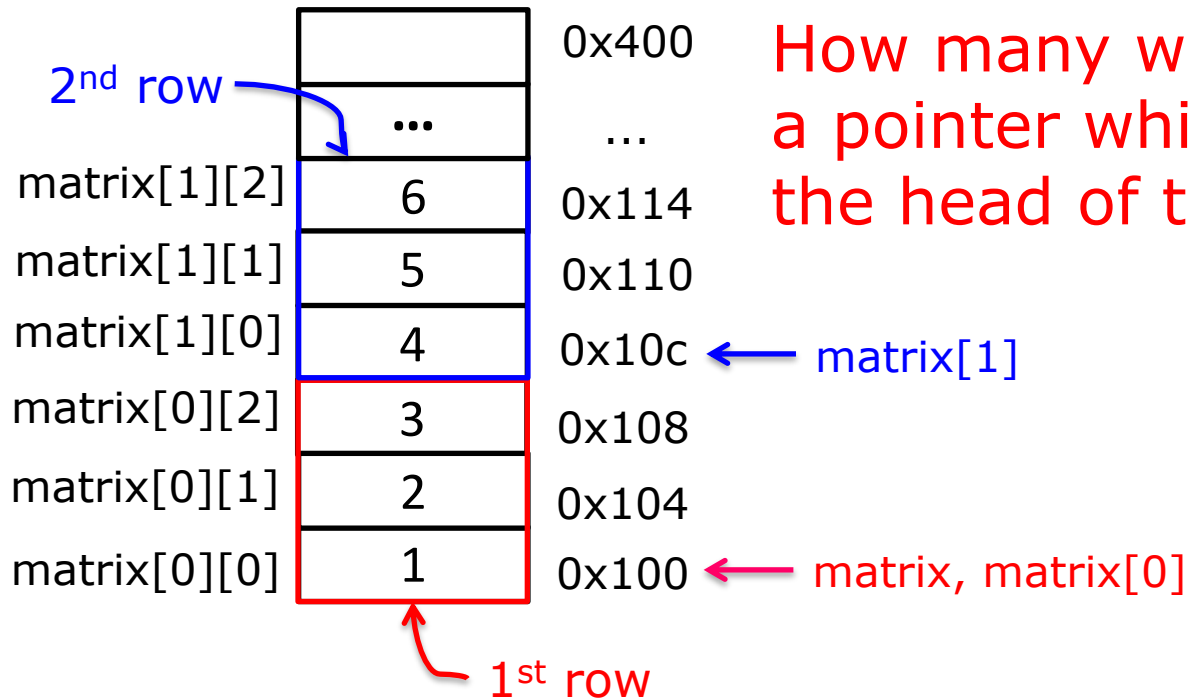 How many w
a pointer whi
the head of t
0x400
2nd row
...
...
matrix[1][2] 6 0x114
matrix[1][1] 5 0x110
matrix[1][0] 4 0x10c matrix[1]
matrix[0][2] 3 0x108
matrix[0][1] 2 0x104
matrix[0][0] 1 0x100 matrix, matrix[0]
1st row